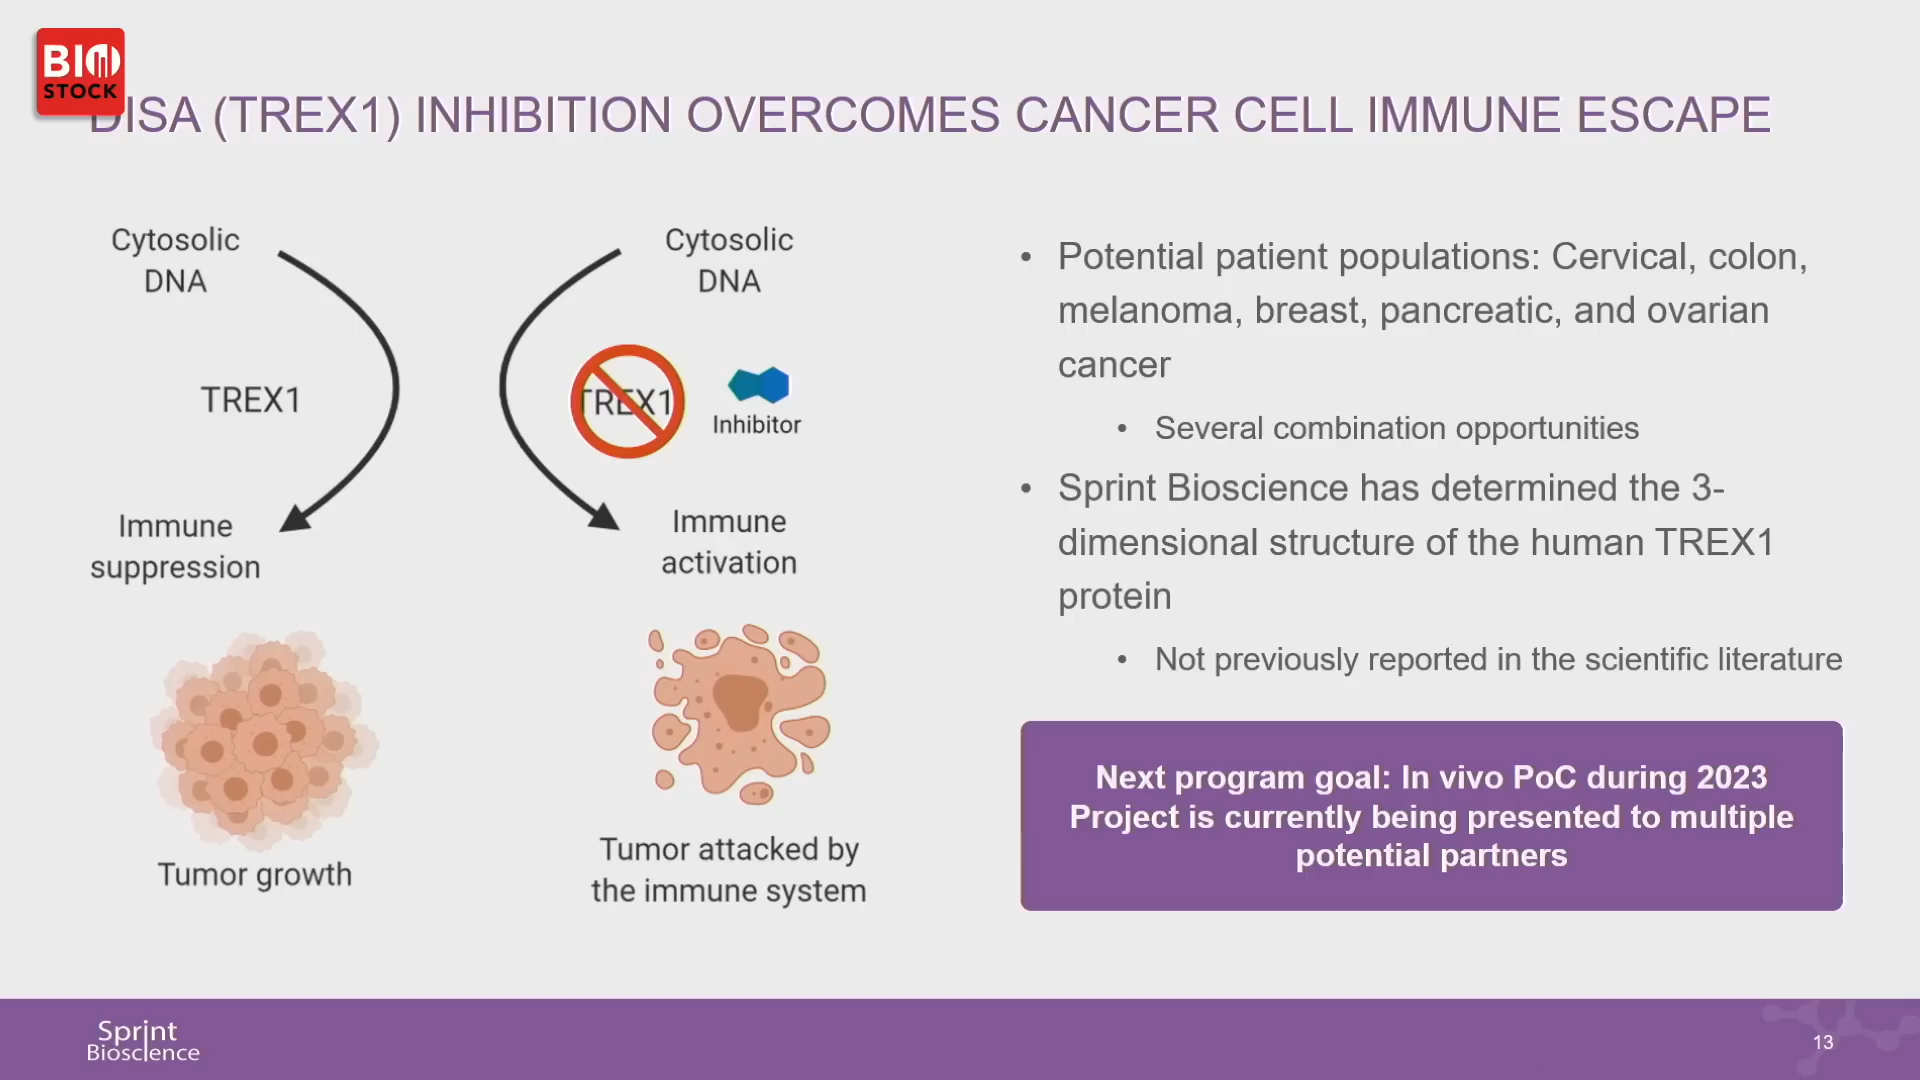 BIO
STOCK
DISA (TREX1) INHIBITION OVERCOMES CANCER CELL IMMUNE ESCAPE
Cytosolic
DNA
TREX1
Immune
suppression
Tumor growth
Cytosolic
DNA
TREX1
Inhibitor
Immune
activation
Tumor attacked by
the immune system
• Potential patient populations: Cervical, colon,
melanoma, breast, pancreatic, and ovarian
cancer
• Several combination opportunities
• Sprint Bioscience has determined the 3-
dimensional structure of the human TREX1
protein
• Not previously reported in the scientific literature
Next program goal: In vivo PoC during 2023
Project is currently being presented to multiple
potential partners
Sprint
Bioscience
13